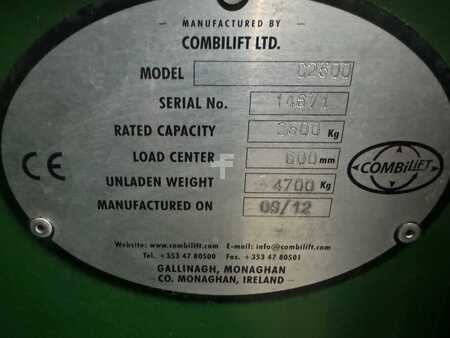 MANUFACTURED BY
COMBILIFT LTD.
MODEL
SERIAL No. 14871
RATED CAPACITY 2500 Kg
LOAD CENTER 600 mm
UNLADEN WEIGHT 4700 Kg
MANUFACTURED ON 09/12
CE
COMBiLiFT
Website: www.combilift.com E-mail: info@combilift.com
Tel. +353 47 80500 Fax. +353 47 80501
GALLINAGH, MONAGHAN
CO. MONAGHAN, IRELAND